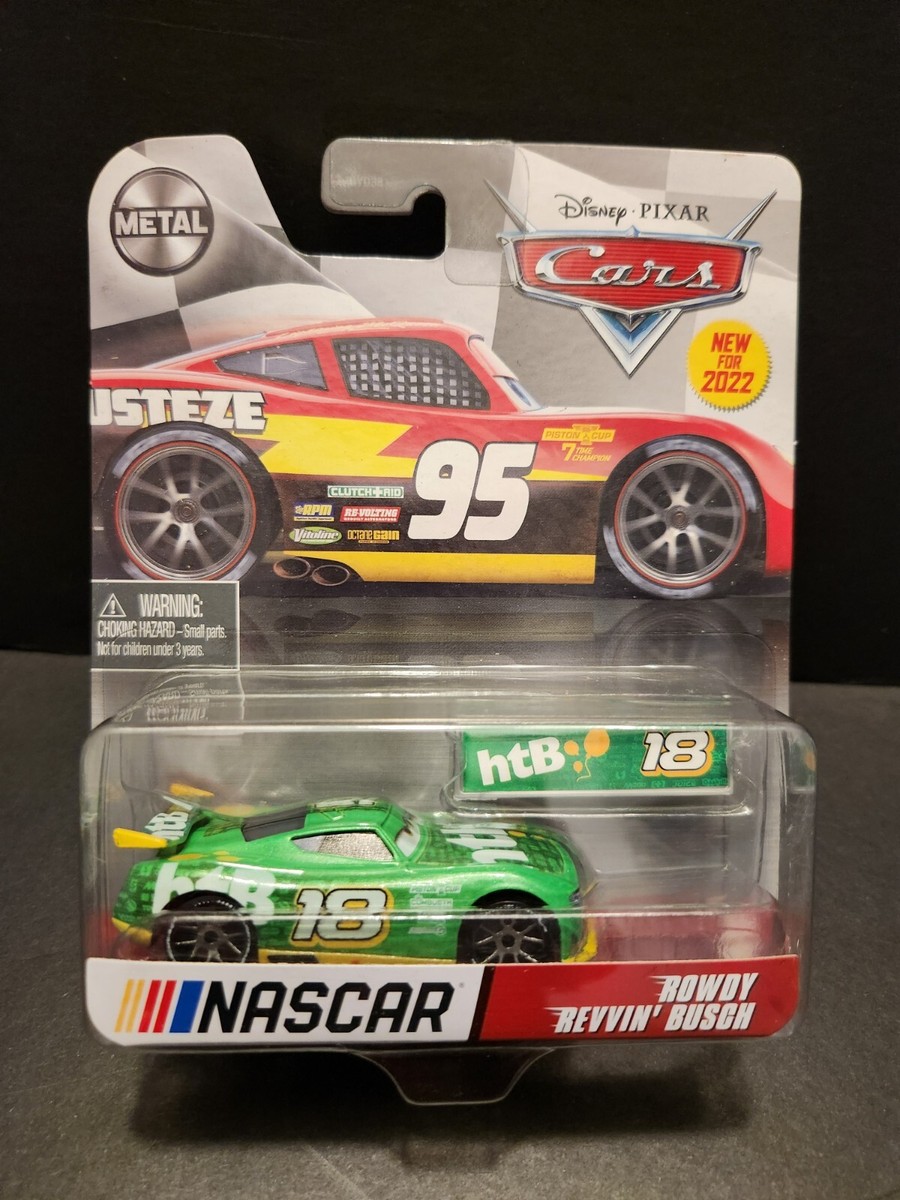 METAL
DISNEY · PIXAR
Cars
NEW
FOR
2022
USTEZE
95
PISTON CUP
7 TIME
CHAMPION
CLUTCH AID
RPM
RE-VOLTING
Vitoline
OCTANE GAIN
WARNING:
CHOKING HAZARD – Small parts.
Not for children under 3 years.
htB 18
htB
htB
18
NASCAR
ROWDY
REVVIN' BUSCH